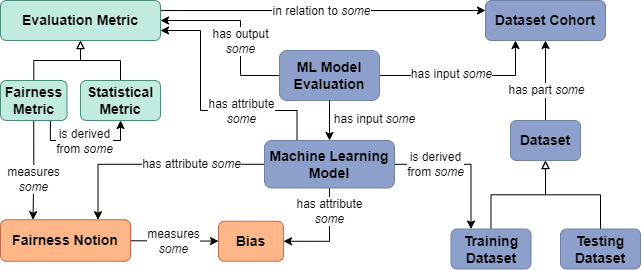 Evaluation Metric
in relation to some
Dataset Cohort
has output
some
ML Model
Evaluation
has input some
Fairness
Metric
Statistical
Metric
has attribute
some
has part some
has input some
is derived
from some
Dataset
measures
some
has attribute some
Machine Learning
Model
is derived
from some
has attribute
some
Fairness Notion
measures
some
Bias
Training
Dataset
Testing
Dataset